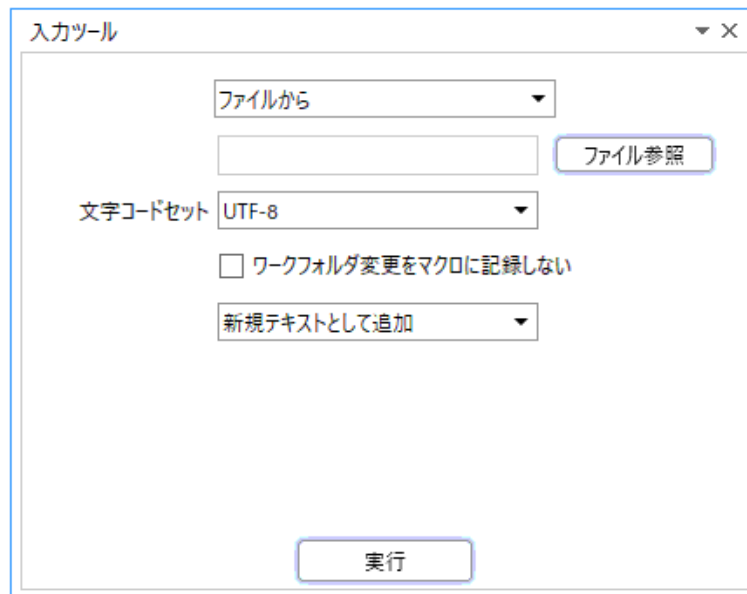 入力ツール
ファイルから
ファイル参照
文字コードセット UTF-8
ワークフォルダ変更をマクロに記録しない
新規テキストとして追加
実行